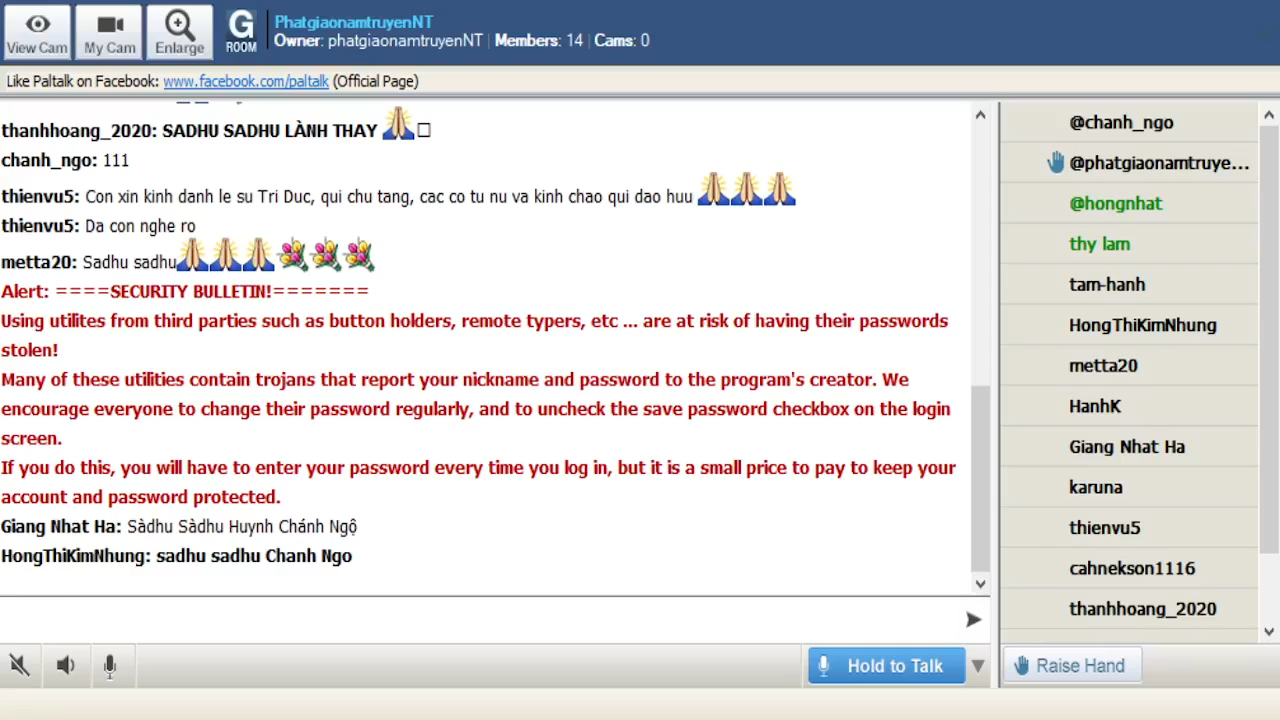 View Cam
My Cam
Enlarge
G
ROOM
PhatgiaonamtruyenNT
Owner: phatgiaonamtruyenNT | Members: 14 | Cams: 0
Like Paltalk on Facebook: www.facebook.com/paltalk (Official Page)
thanhhoang_2020: SADHU SADHU LÀNH THAY
chanh_ngo: 111
thienvu5: Con xin kinh danh le su Tri Duc, qui chu tang, cac co tu nu va kinh chao qui dao huu
thienvu5: Da con nghe ro
metta20: Sadhu sadhu
Alert: ====SECURITY BULLETIN!=======
Using utilites from third parties such as button holders, remote typers, etc ... are at risk of having their passwords
stolen!
Many of these utilities contain trojans that report your nickname and password to the program's creator. We
encourage everyone to change their password regularly, and to uncheck the save password checkbox on the login
screen.
If you do this, you will have to enter your password every time you log in, but it is a small price to pay to keep your
account and password protected.
Giang Nhat Ha: Sàdhu Sàdhu Huynh Chánh Ngộ
HongThiKimNhung: sadhu sadhu Chanh Ngo
@chanh_ngo
@phatgiaonamtruye...
@hongnhat
thy lam
tam-hanh
HongThiKimNhung
metta20
HanhK
Giang Nhat Ha
karuna
thienvu5
cahnekson1116
thanhhoang_2020
Hold to Talk
Raise Hand